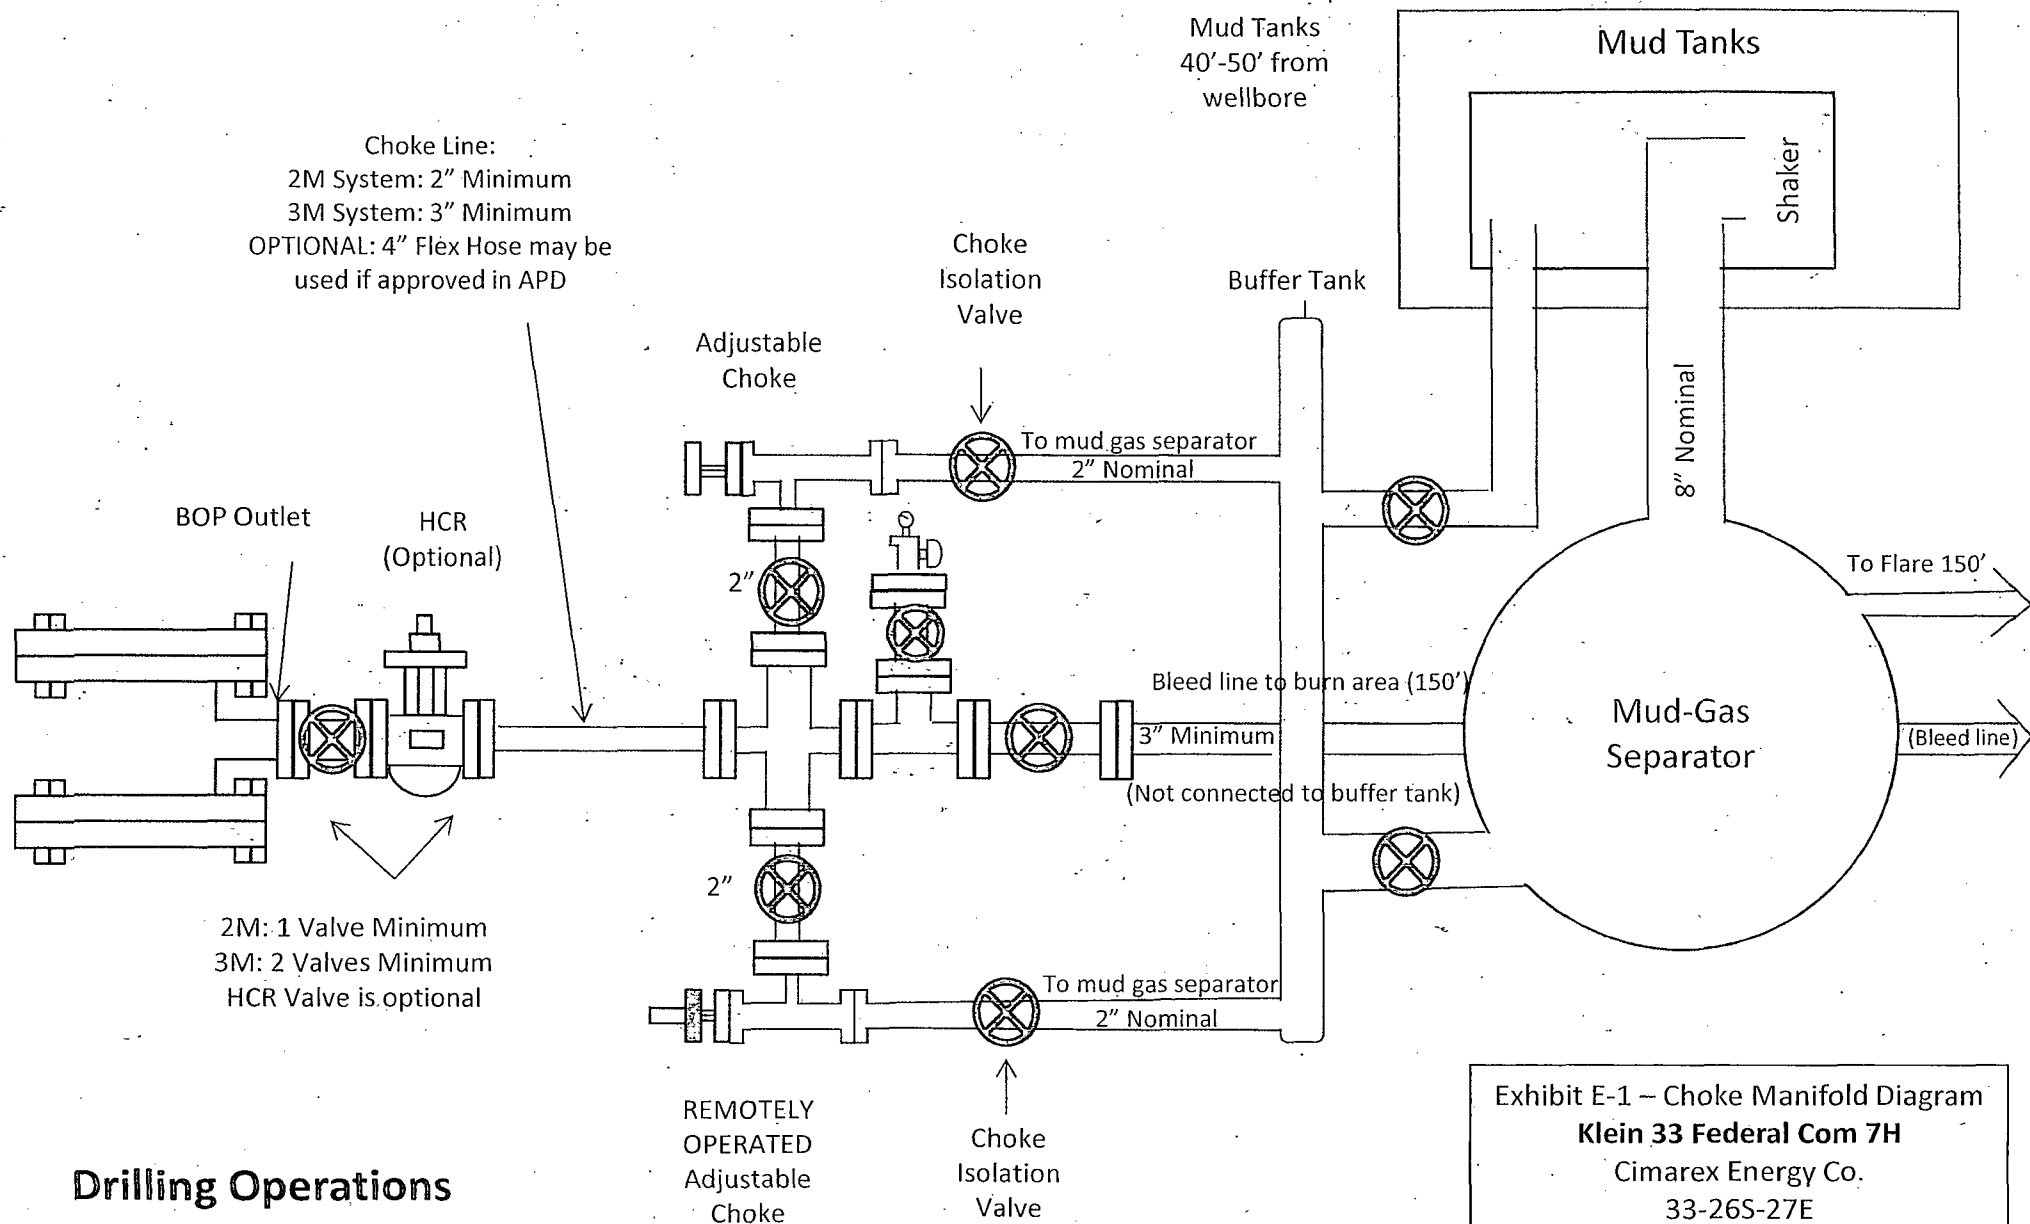 Mud Tanks
40’-50’ from
wellbore
Mud Tanks
Shaker
Choke Line:
2M System: 2” Minimum
3M System: 3” Minimum
OPTIONAL: 4” Flex Hose may be
used if approved in APD
Choke
Isolation
Valve
Buffer Tank
Adjustable
Choke
8” Nominal
To mud gas separator
2” Nominal
BOP Outlet
HCR
(Optional)
2”
To Flare 150’
Bleed line to burn area (150’)
3” Minimum
(Not connected to buffer tank)
Mud-Gas
Separator
(Bleed line)
2”
2M: 1 Valve Minimum
3M: 2 Valves Minimum
HCR Valve is optional
To mud gas separator
2” Nominal
REMOTELY
OPERATED
Adjustable
Choke
Choke
Isolation
Valve
Drilling Operations
Exhibit E-1 – Choke Manifold Diagram
Klein 33 Federal Com 7H
Cimarex Energy Co.
33-26S-27E